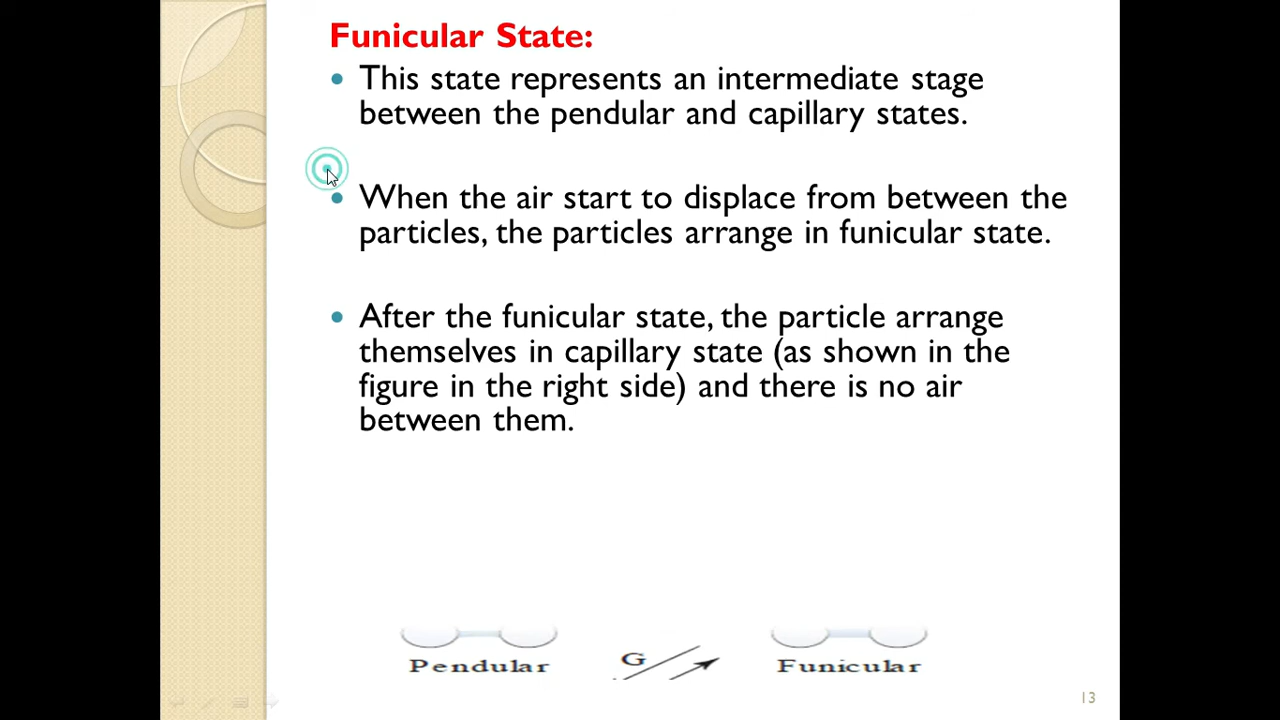 Funicular State:
• This state represents an intermediate stage
between the pendular and capillary states.
• When the air start to displace from between the
particles, the particles arrange in funicular state.
• After the funicular state, the particle arrange
themselves in capillary state (as shown in the
figure in the right side) and there is no air
between them.
Pendular
G
Funicular
13